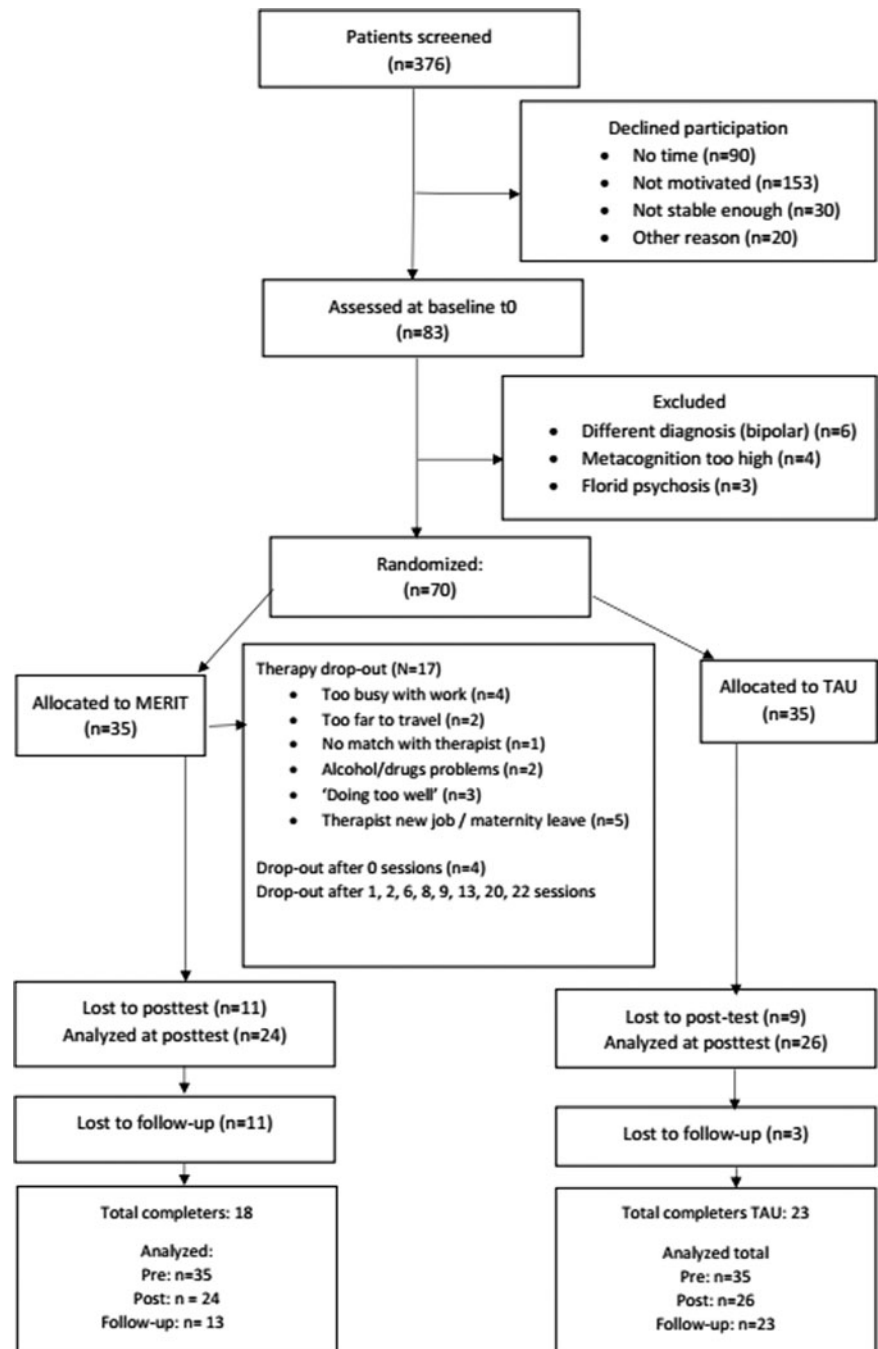 Patients screened
(n=376)
Declined participation
• No time (n=90)
• Not motivated (n=153)
• Not stable enough (n=30)
• Other reason (n=20)
Assessed at baseline t0
(n=83)
Excluded
• Different diagnosis (bipolar) (n=6)
• Metacognition too high (n=4)
• Florid psychosis (n=3)
Randomized:
(n=70)
Allocated to MERIT
(n=35)
Therapy drop-out (N=17)
• Too busy with work (n=4)
• Too far to travel (n=2)
• No match with therapist (n=1)
• Alcohol/drugs problems (n=2)
• ‘Doing too well’ (n=3)
• Therapist new job / maternity leave (n=5)
Drop-out after 0 sessions (n=4)
Drop-out after 1, 2, 6, 8, 9, 13, 20, 22 sessions
Allocated to TAU
(n=35)
Lost to posttest (n=11)
Analyzed at posttest (n=24)
Lost to post-test (n=9)
Analyzed at posttest (n=26)
Lost to follow-up (n=11)
Lost to follow-up (n=3)
Total completers: 18
Analyzed:
Pre: n=35
Post: n = 24
Follow-up: n= 13
Total completers TAU: 23
Analyzed total
Pre: n=35
Post: n=26
Follow-up: n=23